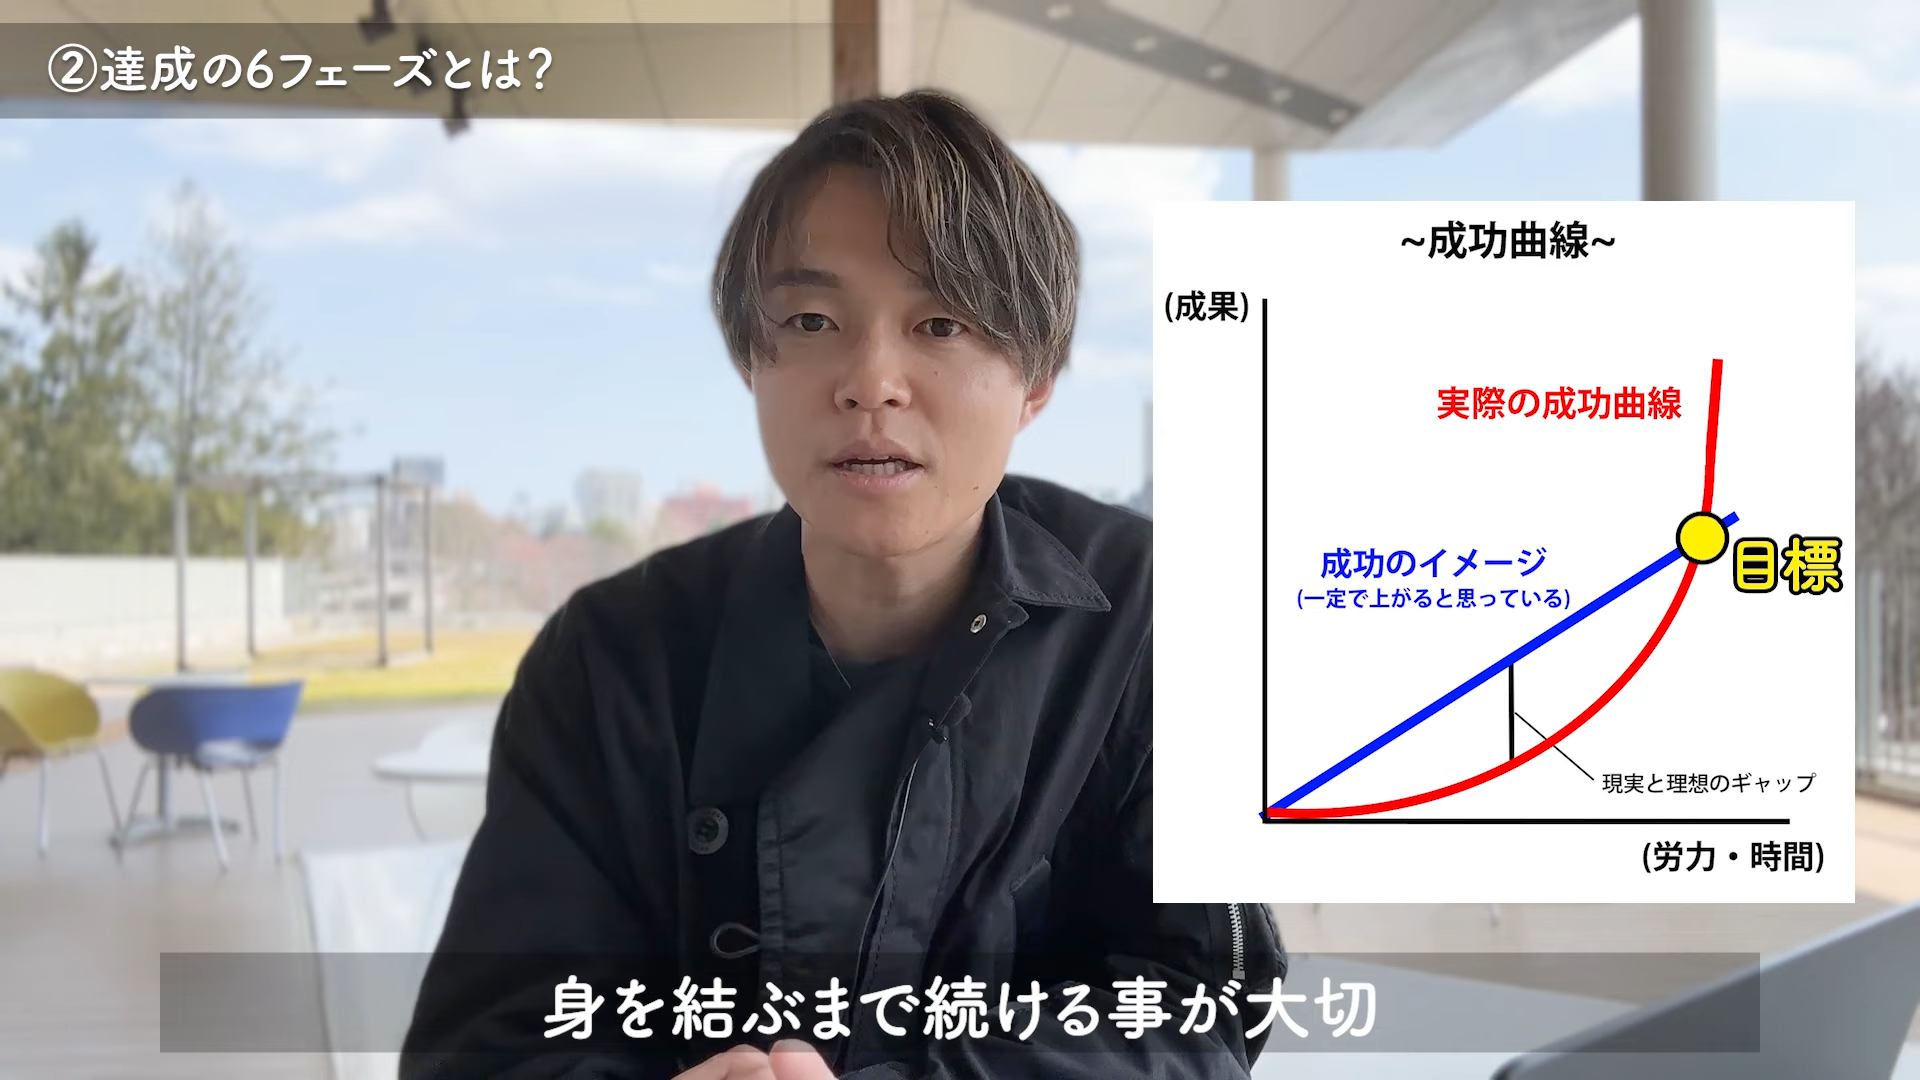 ②達成の6フェーズとは?
~成功曲線~
(成果)
実際の成功曲線
成功のイメージ
(一定で上がると思っている)
目標
現実と理想のギャップ
(労力・時間)
身を結ぶまで続ける事が大切